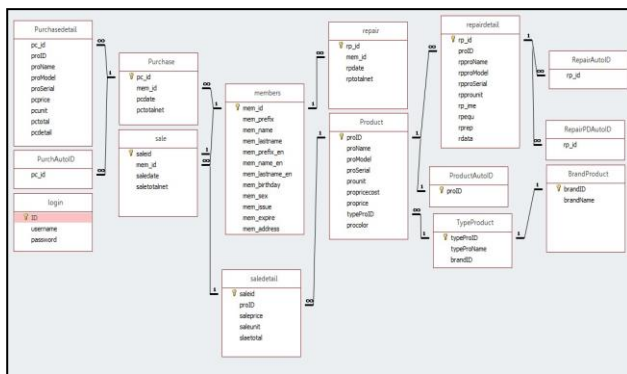 Purchasedetail
pc_id
proID
proName
proModel
proSerial
pcprice
pcunit
pctotal
pcdetail
PurchAutoID
pc_id
login
ID
username
password
Purchase
pc_id
mem_id
pcdate
pctotalnet
sale
saleid
mem_id
saledate
saletotalnet
members
mem_id
mem_prefix
mem_name
mem_lastname
mem_prefix_en
mem_name_en
mem_lastname_en
mem_birthday
mem_sex
mem_issue
mem_expire
mem_address
saledetail
saleid
proID
saleprice
saleunit
slaetotal
repair
rp_id
mem_id
rpdate
rptotalnet
Product
proID
proName
proModel
proSerial
prounit
propricecost
proprice
typeProID
procolor
repairdetail
rp_id
proID
rpproName
rpproModel
rpproSerial
rpprounit
rp_ime
rpequ
rprep
rdata
ProductAutoID
proID
TypeProduct
typeProID
typeProName
brandID
RepairAutoID
rp_id
RepairPDAutoID
rp_id
BrandProduct
brandID
brandName